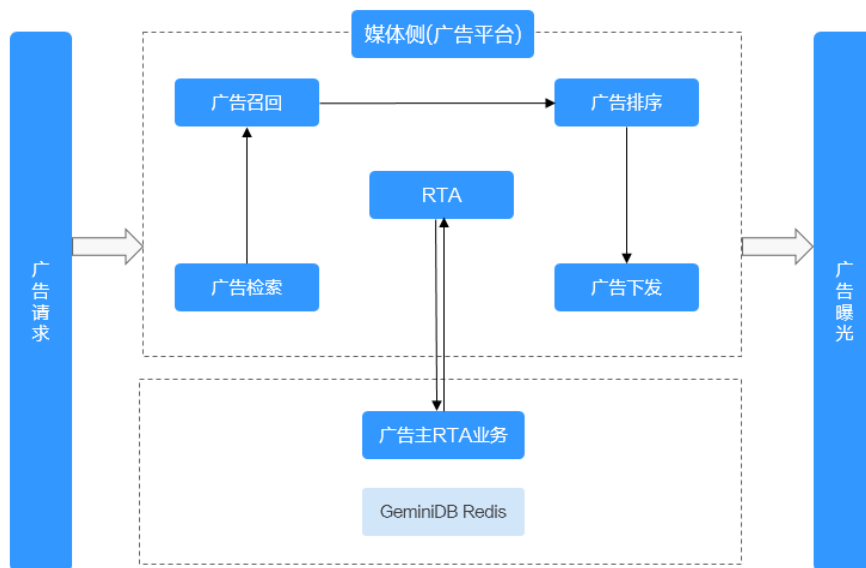 媒体侧(广告平台)
广告召回
广告排序
RTA
广告检索
广告下发
广告请求
广告曝光
广告主RTA业务
GeminiDB Redis